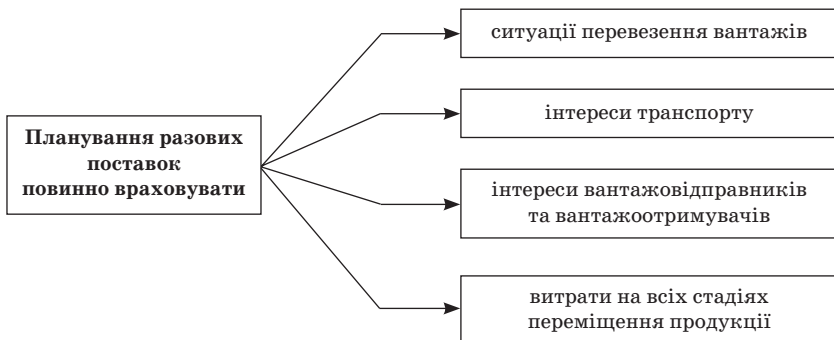 Планування разових
поставок
повинно враховувати
ситуації перевезення вантажів
інтереси транспорту
інтереси вантажовідправників
та вантажоотримувачів
витрати на всіх стадіях
переміщення продукції